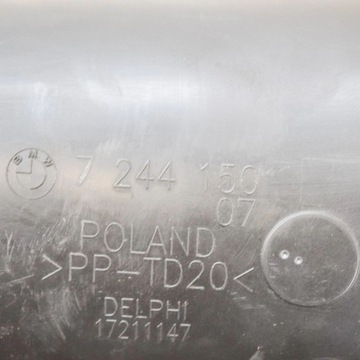 BMW 7 244 150
07
POLAND
>PP-TD20<
DELPHI
17211147